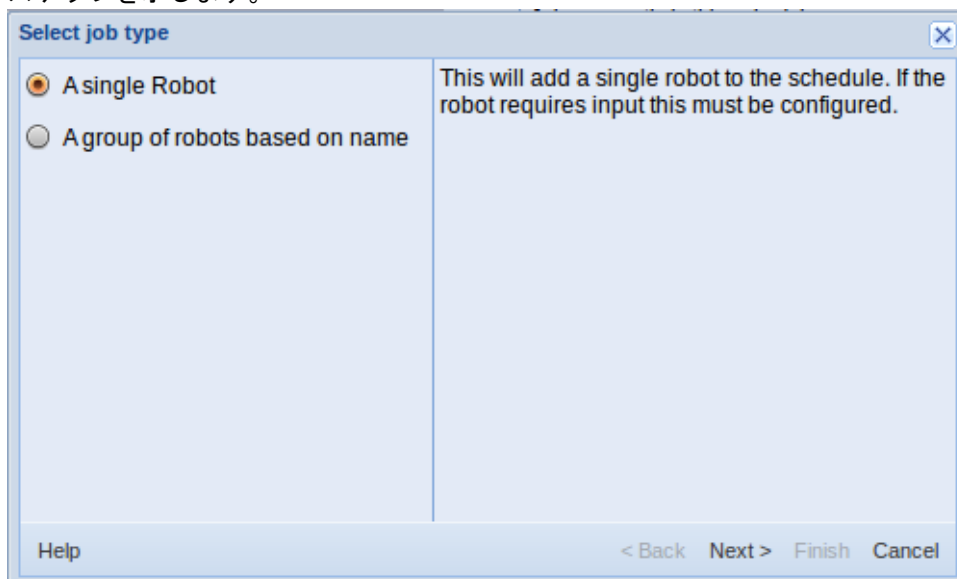 Select job type
A single Robot
A group of robots based on name
This will add a single robot to the schedule. If the
robot requires input this must be configured.
Help
< Back Next > Finish Cancel